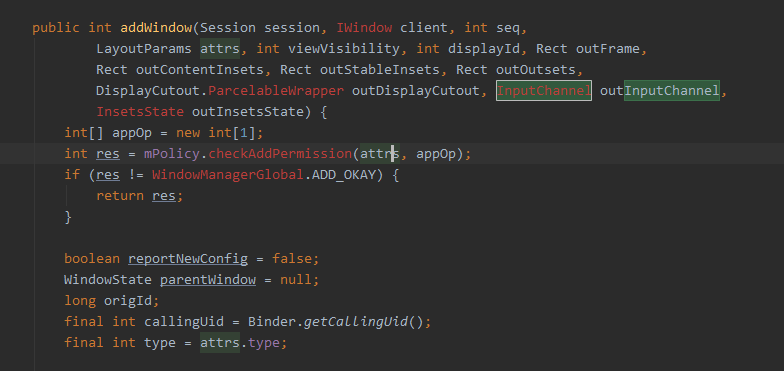 public int addWindow(Session session, IWindow client, int seq,
LayoutParams attrs, int viewVisibility, int displayId, Rect outFrame,
Rect outContentInsets, Rect outStableInsets, Rect outOutsets,
DisplayCutout.ParcelableWrapper outDisplayCutout, InputChannel outInputChannel,
InsetsState outInsetsState) {
int[] appOp = new int[1];
int res = mPolicy.checkAddPermission(attrs, appOp);
if (res != WindowManagerGlobal.ADD_OKAY) {
return res;
}
boolean reportNewConfig = false;
WindowState parentWindow = null;
long origId;
final int callingUid = Binder.getCallingUid();
final int type = attrs.type;